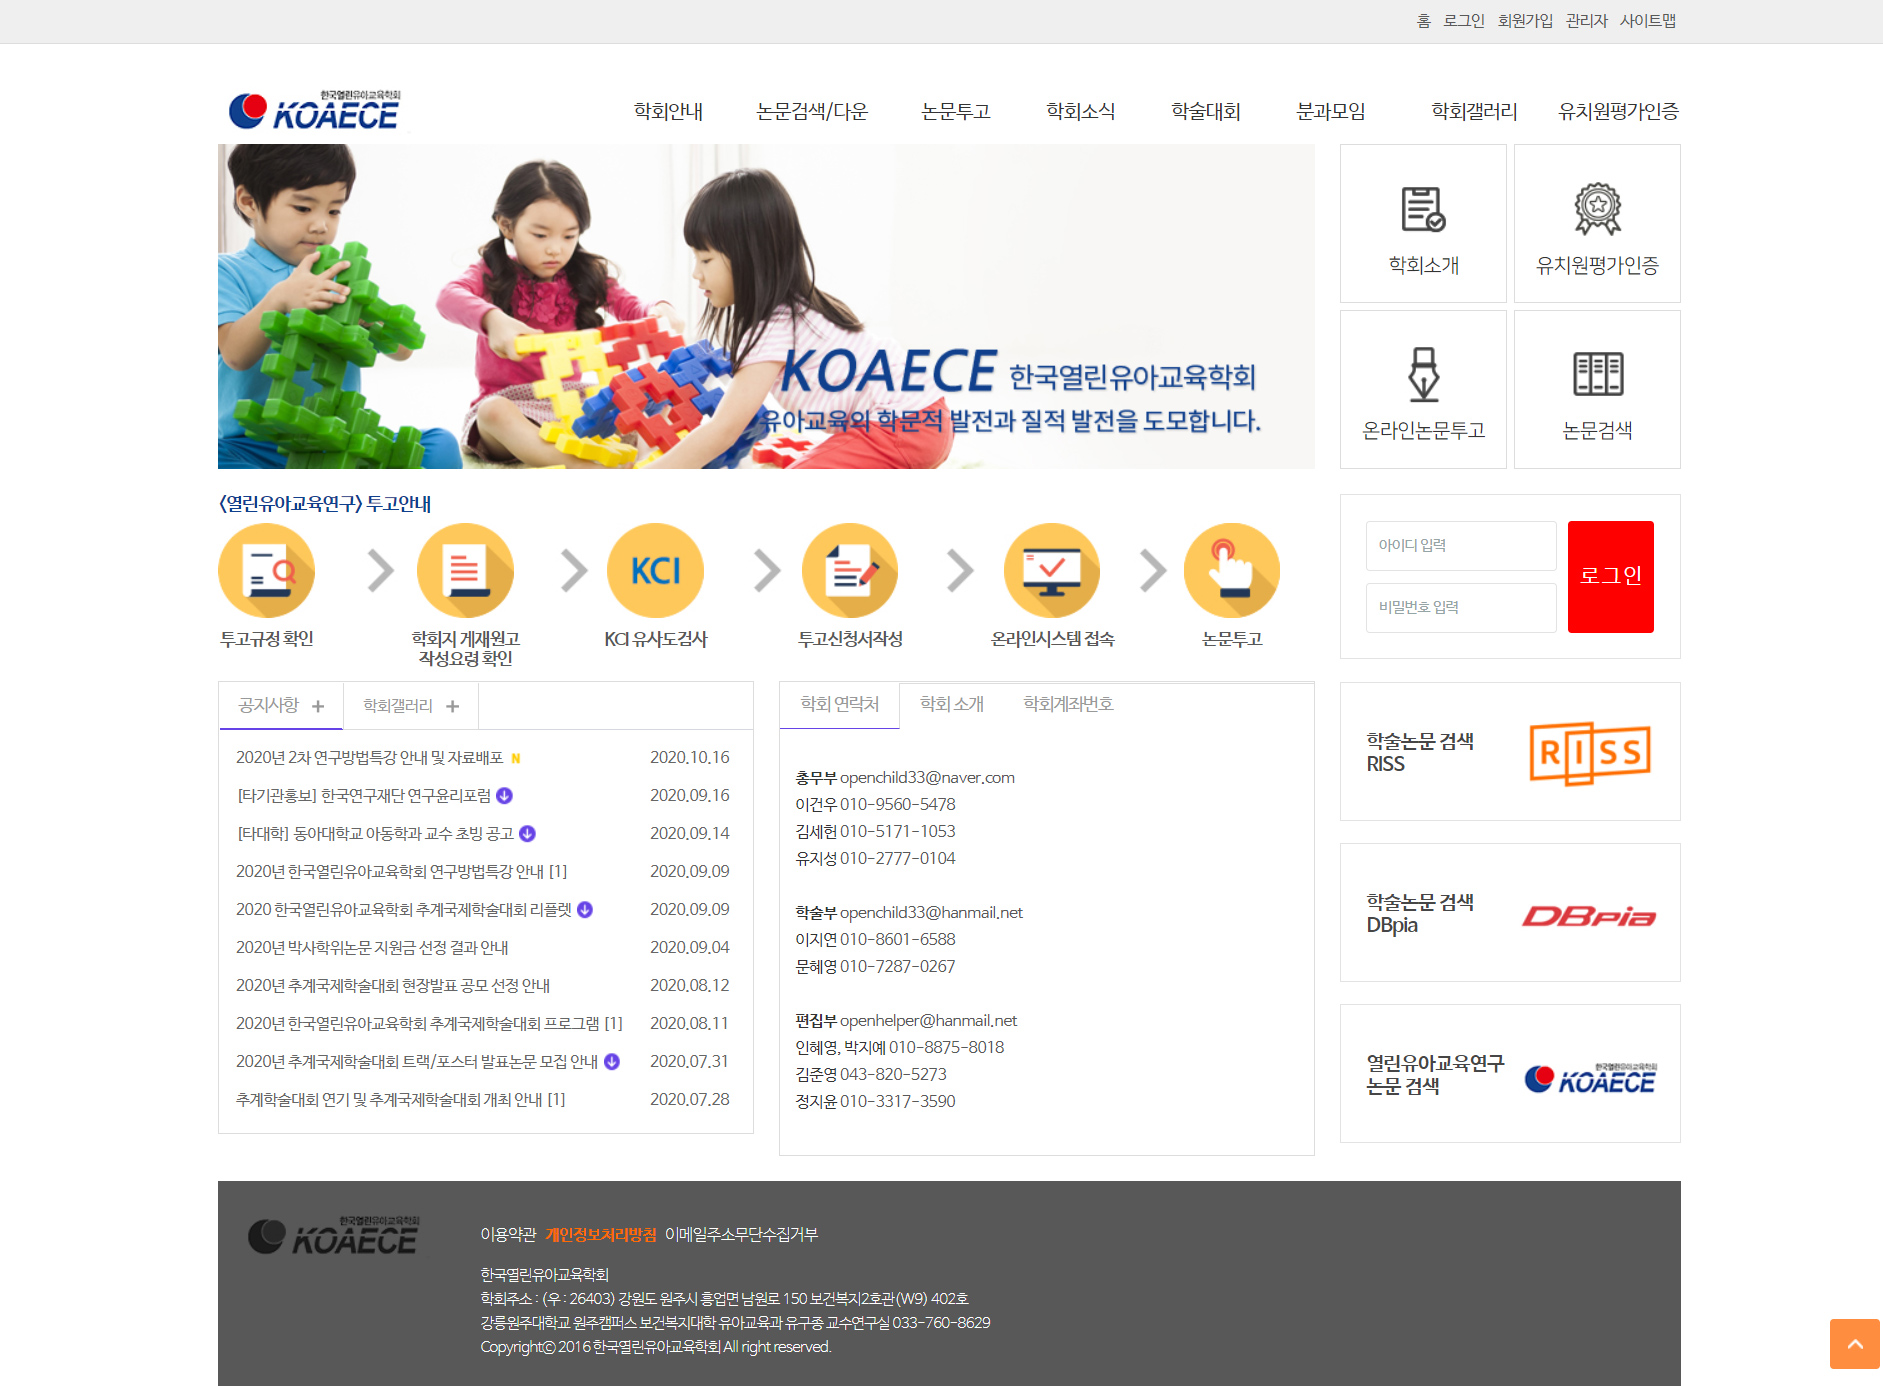 홈 로그인 회원가입 관리자 사이트맵
한국열린유아교육학회
KOAECE
학회안내 논문검색/다운 논문투고 학회소식 학술대회 분과모임 학회갤러리 유치원평가인증
KOAECE 한국열린유아교육학회
유아교육의 학문적 발전과 질적 발전을 도모합니다.
학회소개
유치원평가인증
온라인논문투고
논문검색
<열린유아교육연구> 투고안내
KCI
투고규정 확인
학회지 게재원고
작성요령 확인
KCI 유사도검사
투고신청서작성
온라인시스템 접속
논문투고
아이디 입력
비밀번호 입력
로그인
공지사항 + 학회갤러리 +
2020년 2차 연구방법특강 안내 및 자료배포 N 2020.10.16
[타기관홍보] 한국연구재단 연구윤리포럼 2020.09.16
[타대학] 동아대학교 아동학과 교수 초빙 공고 2020.09.14
2020년 한국열린유아교육학회 연구방법특강 안내 [1] 2020.09.09
2020 한국열린유아교육학회 추계국제학술대회 리플렛 2020.09.09
2020년 박사학위논문 지원금 선정 결과 안내 2020.09.04
2020년 추계국제학술대회 현장발표 공모 선정 안내 2020.08.12
2020년 한국열린유아교육학회 추계국제학술대회 프로그램 [1] 2020.08.11
2020년 추계국제학술대회 트랙/포스터 발표논문 모집 안내 2020.07.31
추계학술대회 연기 및 추계국제학술대회 개최 안내 [1] 2020.07.28
학회 연락처 학회 소개 학회계좌번호
총무부 openchild33@naver.com
이건우 010-9560-5478
김세헌 010-5171-1053
유지성 010-2777-0104
학술부 openchild33@hanmail.net
이지연 010-8601-6588
문혜영 010-7287-0267
편집부 openhelper@hanmail.net
인혜영, 박지예 010-8875-8018
김준영 043-820-5273
정지윤 010-3317-3590
학술논문 검색
RISS
RISS
학술논문 검색
DBpia
DBpia
열린유아교육연구
논문 검색
한국열린유아교육학회
KOAECE
한국열린유아교육학회
KOAECE
이용약관 개인정보처리방침 이메일주소무단수집거부
한국열린유아교육학회
학회주소 : (우 : 26403) 강원도 원주시 흥업면 남원로 150 보건복지2호관(W9) 402호
강릉원주대학교 원주캠퍼스 보건복지대학 유아교육과 유구종 교수연구실 033-760-8629
Copyrightⓒ 2016 한국열린유아교육학회 All right reserved.